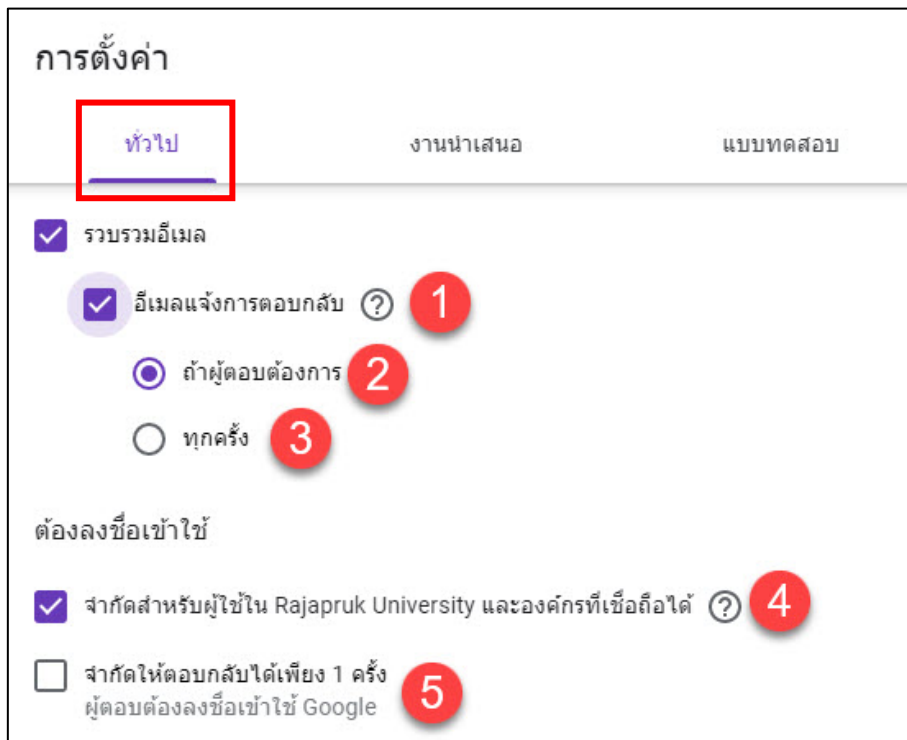 การตั้งค่า
ทั่วไป งานนำเสนอ แบบทดสอบ
รวบรวมอีเมล
อีเมลแจ้งการตอบกลับ ? 1
ถ้าผู้ตอบต้องการ 2
ทุกครั้ง 3
ต้องลงชื่อเข้าใช้
จำกัดสำหรับผู้ใช้ใน Rajapruk University และองค์กรที่เชื่อถือได้ ? 4
จำกัดให้ตอบกลับได้เพียง 1 ครั้ง 5
ผู้ตอบต้องลงชื่อเข้าใช้ Google